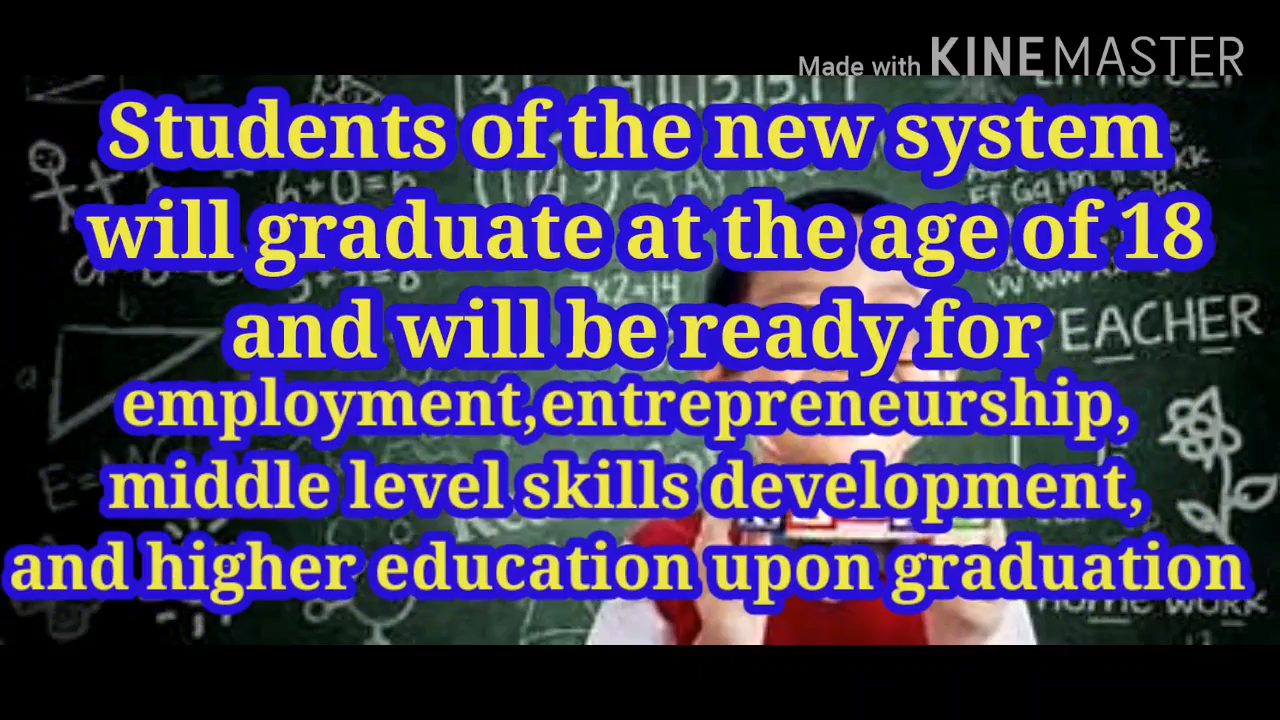 Made with KINEMASTER
Students of the new system
will graduate at the age of 18
and will be ready for
employment,entrepreneurship,
middle level skills development,
and higher education upon graduation
TEACHER